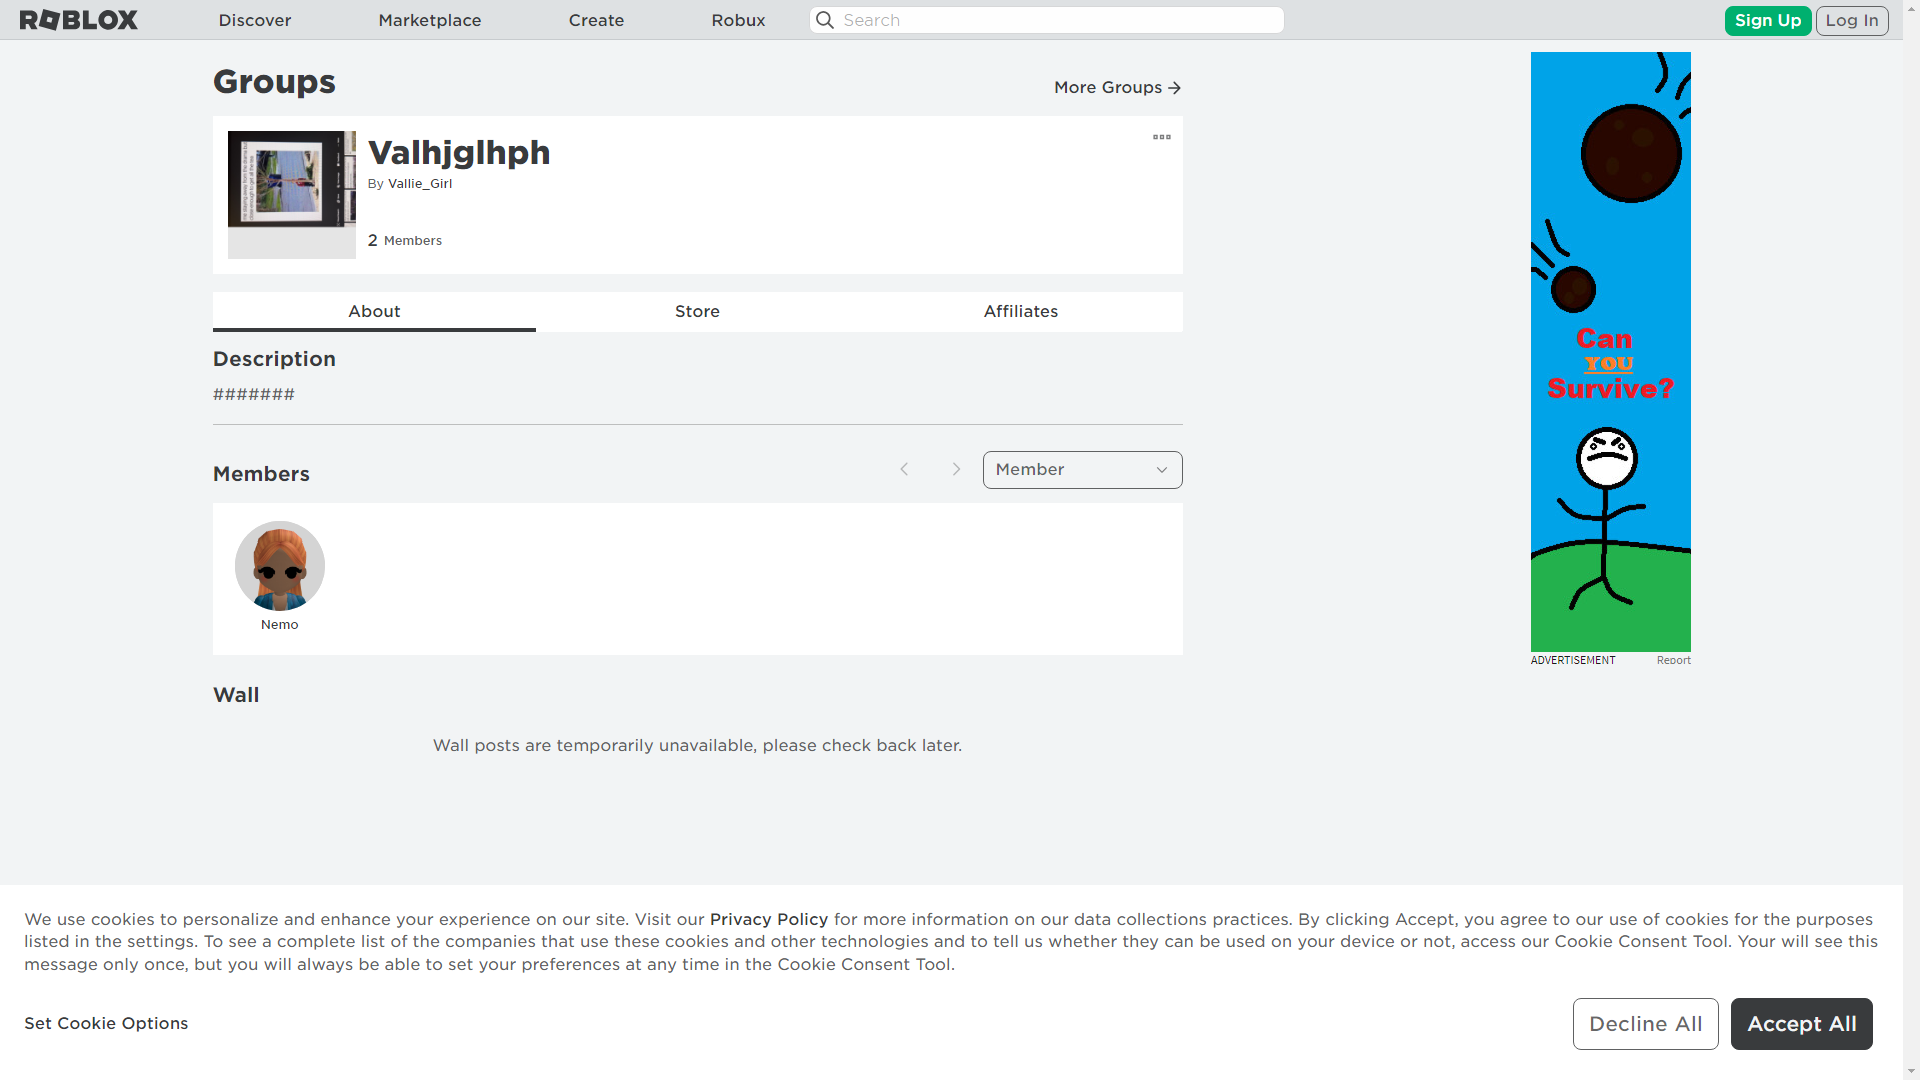 ROBLOX
Discover
Marketplace
Create
Robux
Search
Sign Up
Log In
Groups
More Groups
Valhjglhph
By Vallie_Girl
2 Members
About
Store
Affiliates
Description
#######
Members
Member
Nemo
Wall
Wall posts are temporarily unavailable, please check back later.
Can
YOU
Survive?
ADVERTISEMENT
Report
We use cookies to personalize and enhance your experience on our site. Visit our Privacy Policy for more information on our data collections practices. By clicking Accept, you agree to our use of cookies for the purposes
listed in the settings. To see a complete list of the companies that use these cookies and other technologies and to tell us whether they can be used on your device or not, access our Cookie Consent Tool. Your will see this
message only once, but you will always be able to set your preferences at any time in the Cookie Consent Tool.
Set Cookie Options
Decline All
Accept All